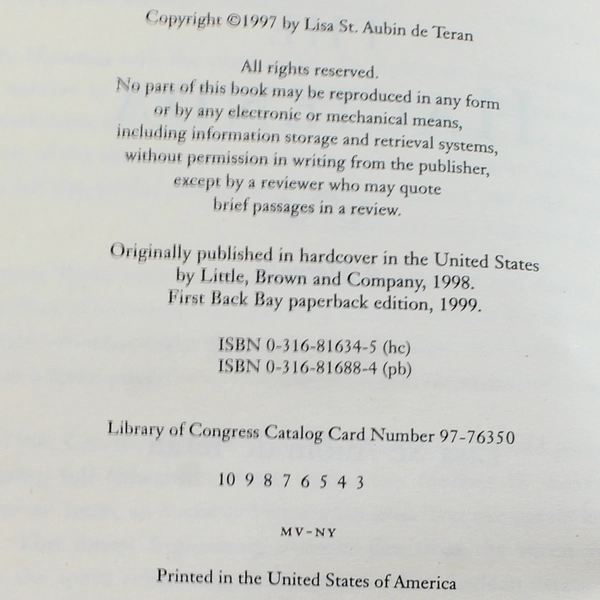 Copyright ©1997 by Lisa St. Aubin de Teran
All rights reserved.
No part of this book may be reproduced in any form
or by any electronic or mechanical means,
including information storage and retrieval systems,
without permission in writing from the publisher,
except by a reviewer who may quote
brief passages in a review.
Originally published in hardcover in the United States
by Little, Brown and Company, 1998.
First Back Bay paperback edition, 1999.
ISBN 0-316-81634-5 (hc)
ISBN 0-316-81688-4 (pb)
Library of Congress Catalog Card Number 97-76350
10 9 8 7 6 5 4 3
MV-NY
Printed in the United States of America